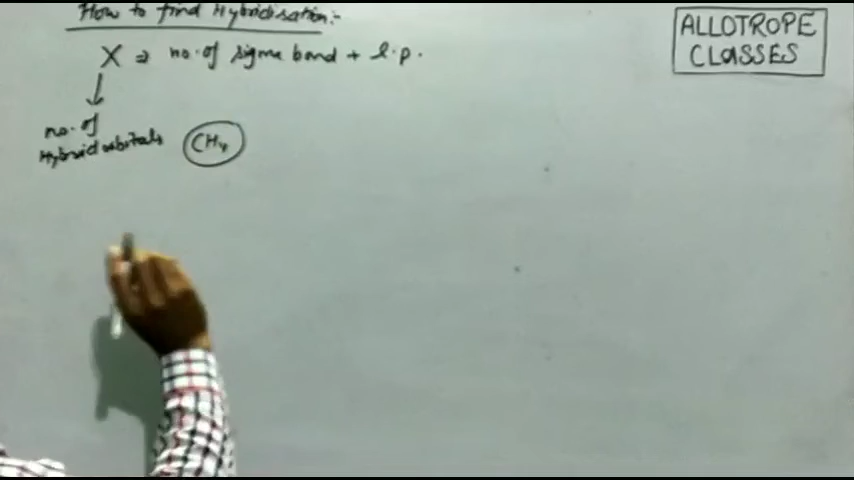 How to find Hybridisation:-
X ⇒ no. of sigma bond + l.p.
no. of
Hybrid orbitals
CH4
ALLOTROPE
CLASSES